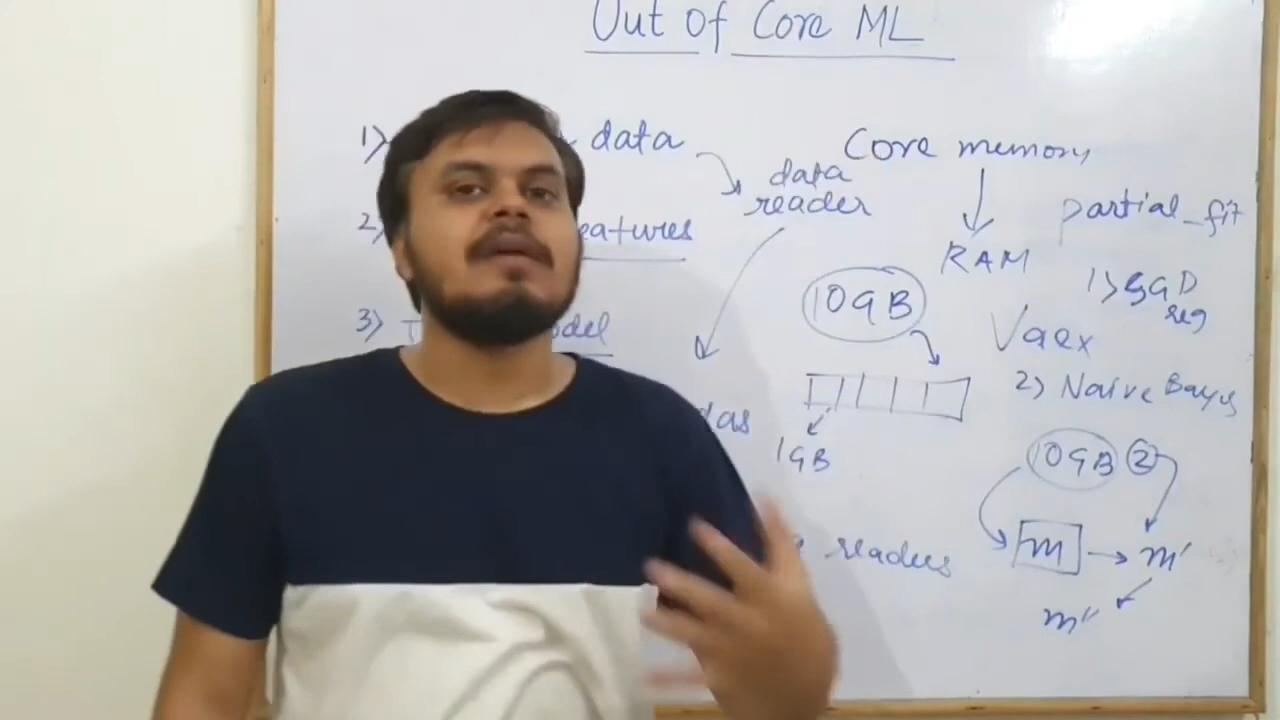 Out of Core ML
1) data
2) eatures
3) odel
data
reader
das
Core memory
RAM
10GB
1GB
readers
partial_fit
1) SGD
reg
Vaex
2) Naive Bayes
10GB 2
m m'
m''